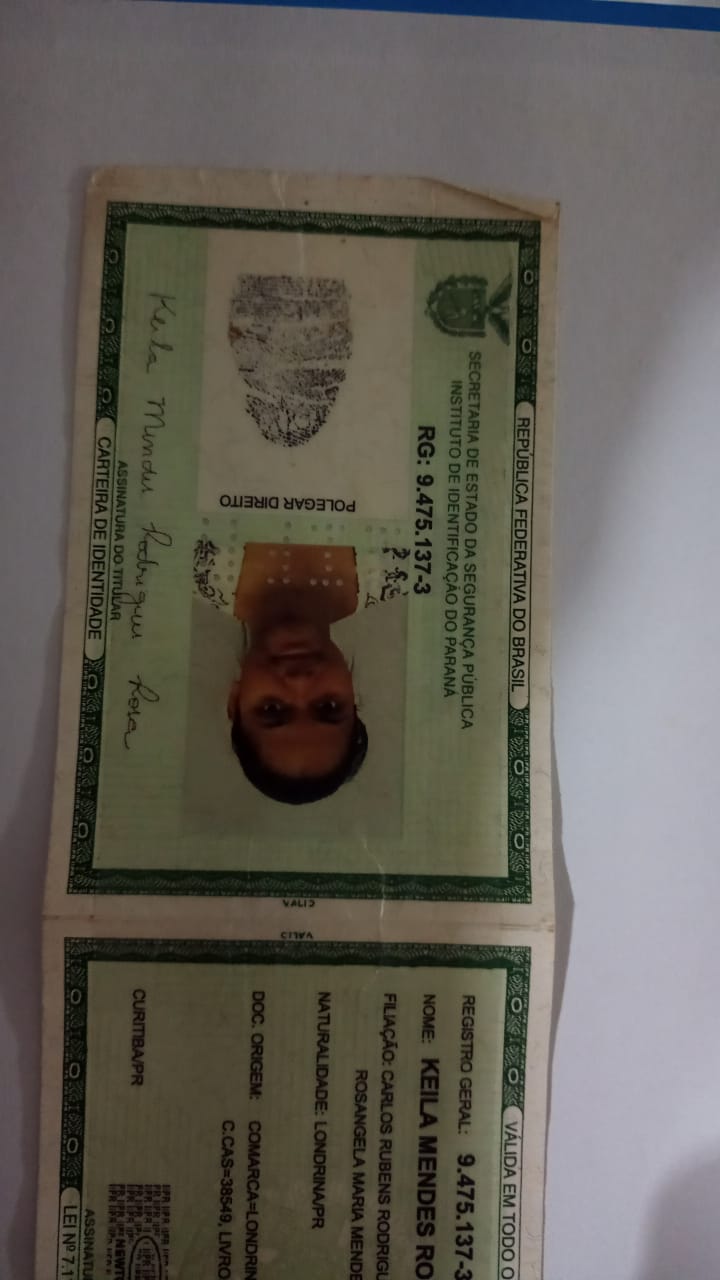 REPÚBLICA FEDERATIVA DO BRASIL
SECRETARIA DE ESTADO DA SEGURANÇA PÚBLICA
INSTITUTO DE IDENTIFICAÇÃO DO PARANÁ
RG: 9.475.137-3
POLEGAR DIREITO
Keila Mendes Rodrigues Rosa
ASSINATURA DO TITULAR
CARTEIRA DE IDENTIDADE
VÁLIDA EM TODO O
REGISTRO GERAL: 9.475.137-3
NOME: KEILA MENDES RO
FILIAÇÃO: CARLOS RUBENS RODRIGU
ROSANGELA MARIA MENDE
NATURALIDADE: LONDRINA/PR
DOC. ORIGEM: COMARCA=LONDRIN
C.CAS=38549, LIVRO
CURITIBA/PR
NEWT
ASSINATU
LEI Nº 7.1